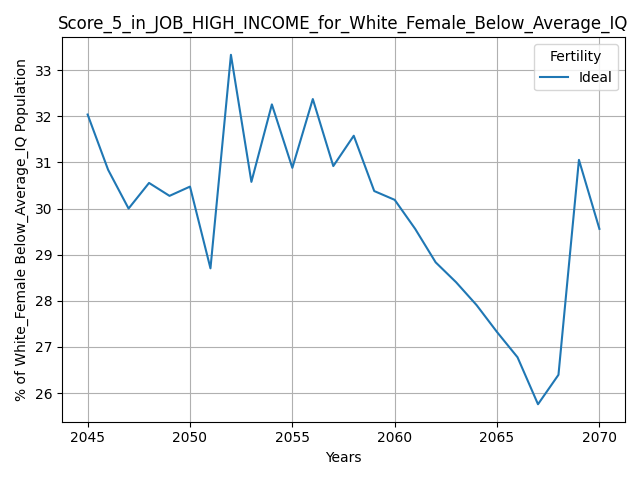 Score_5_in_JOB_HIGH_INCOME_for_White_Female_Below_Average_IQ
% of White_Female Below_Average_IQ Population
33
32
31
30
29
28
27
26
Fertility
Ideal
2045
2050
2055
2060
2065
2070
Years